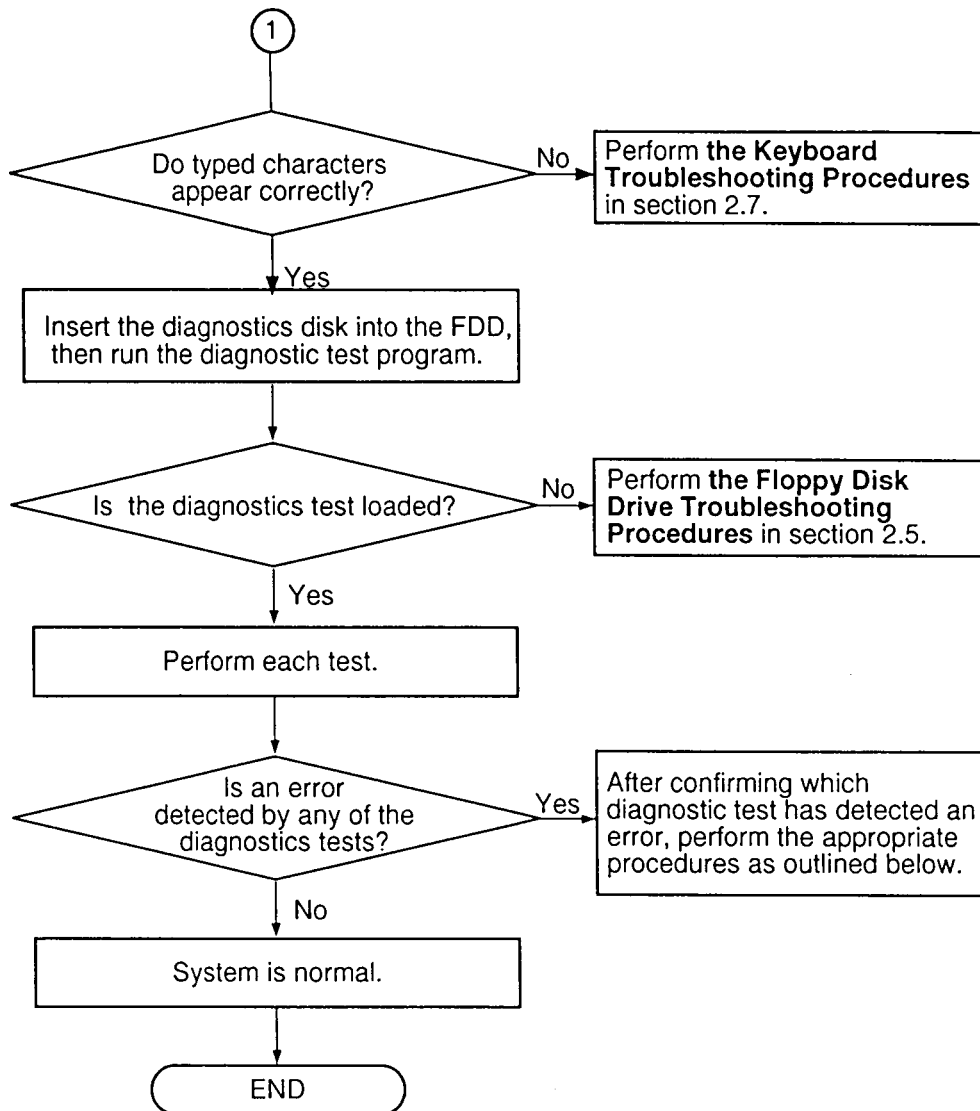 1
Do typed characters
appear correctly?
No
Perform the Keyboard
Troubleshooting Procedures
in section 2.7.
Yes
Insert the diagnostics disk into the FDD,
then run the diagnostic test program.
Is the diagnostics test loaded?
No
Perform the Floppy Disk
Drive Troubleshooting
Procedures in section 2.5.
Yes
Perform each test.
Is an error
detected by any of the
diagnostics tests?
Yes
After confirming which
diagnostic test has detected an
error, perform the appropriate
procedures as outlined below.
No
System is normal.
END